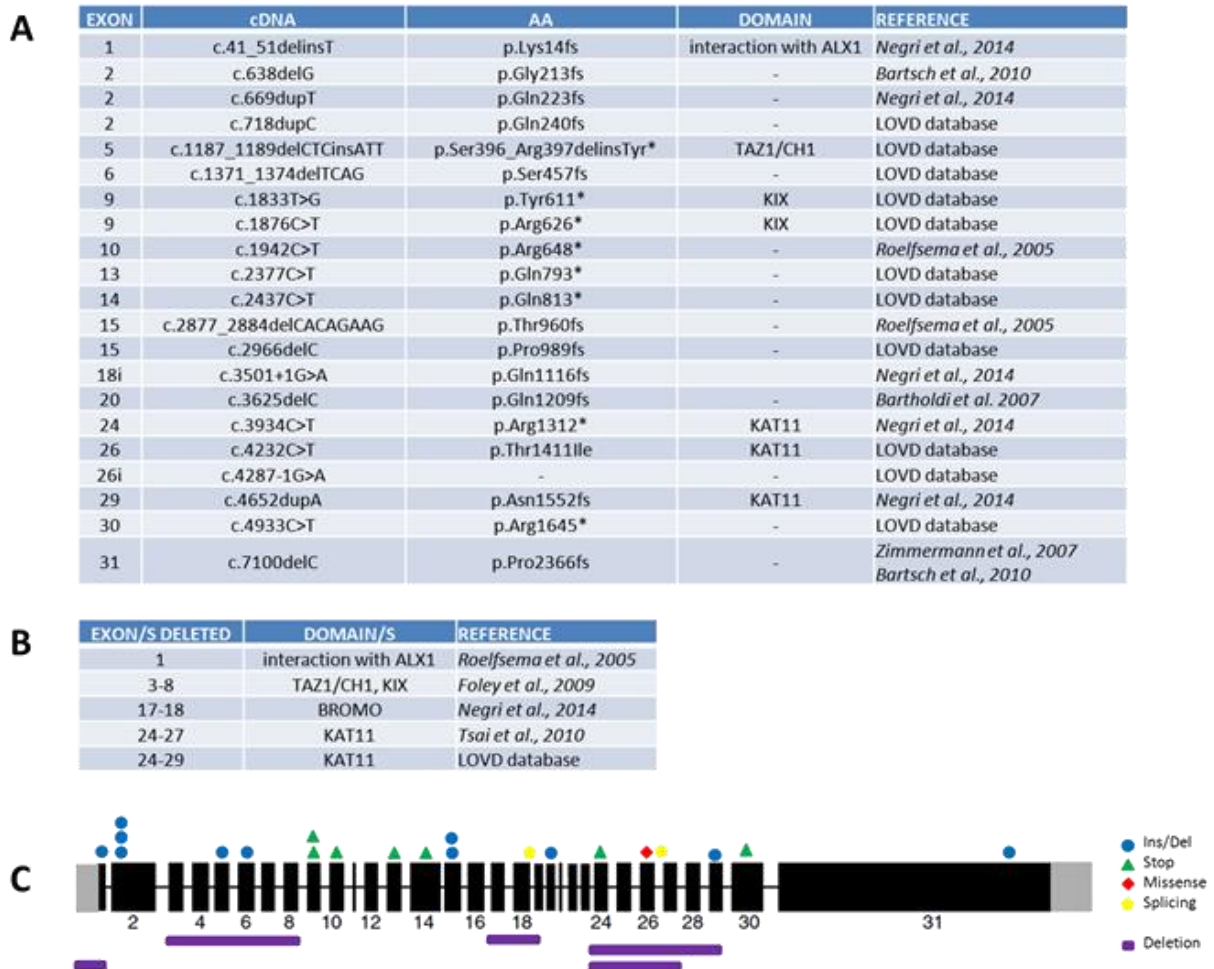 A
EXON cDNA AA DOMAIN REFERENCE
1 c.41_51delinsT p.Lys14fs interaction with ALX1 Negri et al., 2014
2 c.638delG p.Gly213fs - Bartsch et al., 2010
2 c.669dupT p.Gln223fs - Negri et al., 2014
2 c.718dupC p.Gln240fs - LOVD database
5 c.1187_1189delCTCinsATT p.Ser396_Arg397delinsTyr* TAZ1/CH1 LOVD database
6 c.1371_1374delTCAG p.Ser457fs - LOVD database
9 c.1833T>G p.Tyr611* KIX LOVD database
9 c.1876C>T p.Arg626* KIX LOVD database
10 c.1942C>T p.Arg648* - Roelfsema et al., 2005
13 c.2377C>T p.Gln793* - LOVD database
14 c.2437C>T p.Gln813* - LOVD database
15 c.2877_2884delCACAGAAG p.Thr960fs - Roelfsema et al., 2005
15 c.2966delC p.Pro989fs - LOVD database
18i c.3501+1G>A p.Gln1116fs Negri et al., 2014
20 c.3625delC p.Gln1209fs - Bartholdi et al. 2007
24 c.3934C>T p.Arg1312* KAT11 Negri et al., 2014
26 c.4232C>T p.Thr1411Ile KAT11 LOVD database
26i c.4287-1G>A - - LOVD database
29 c.4652dupA p.Asn1552fs KAT11 Negri et al., 2014
30 c.4933C>T p.Arg1645* - LOVD database
31 c.7100delC p.Pro2366fs - Zimmermann et al., 2007
Bartsch et al., 2010
B
EXON/S DELETED DOMAIN/S REFERENCE
1 interaction with ALX1 Roelfsema et al., 2005
3-8 TAZ1/CH1, KIX Foley et al., 2009
17-18 BROMO Negri et al., 2014
24-27 KAT11 Tsai et al., 2010
24-29 KAT11 LOVD database
C
2 4 6 8 10 12 14 16 18 24 26 28 30 31
Ins/Del
Stop
Missense
Splicing
Deletion